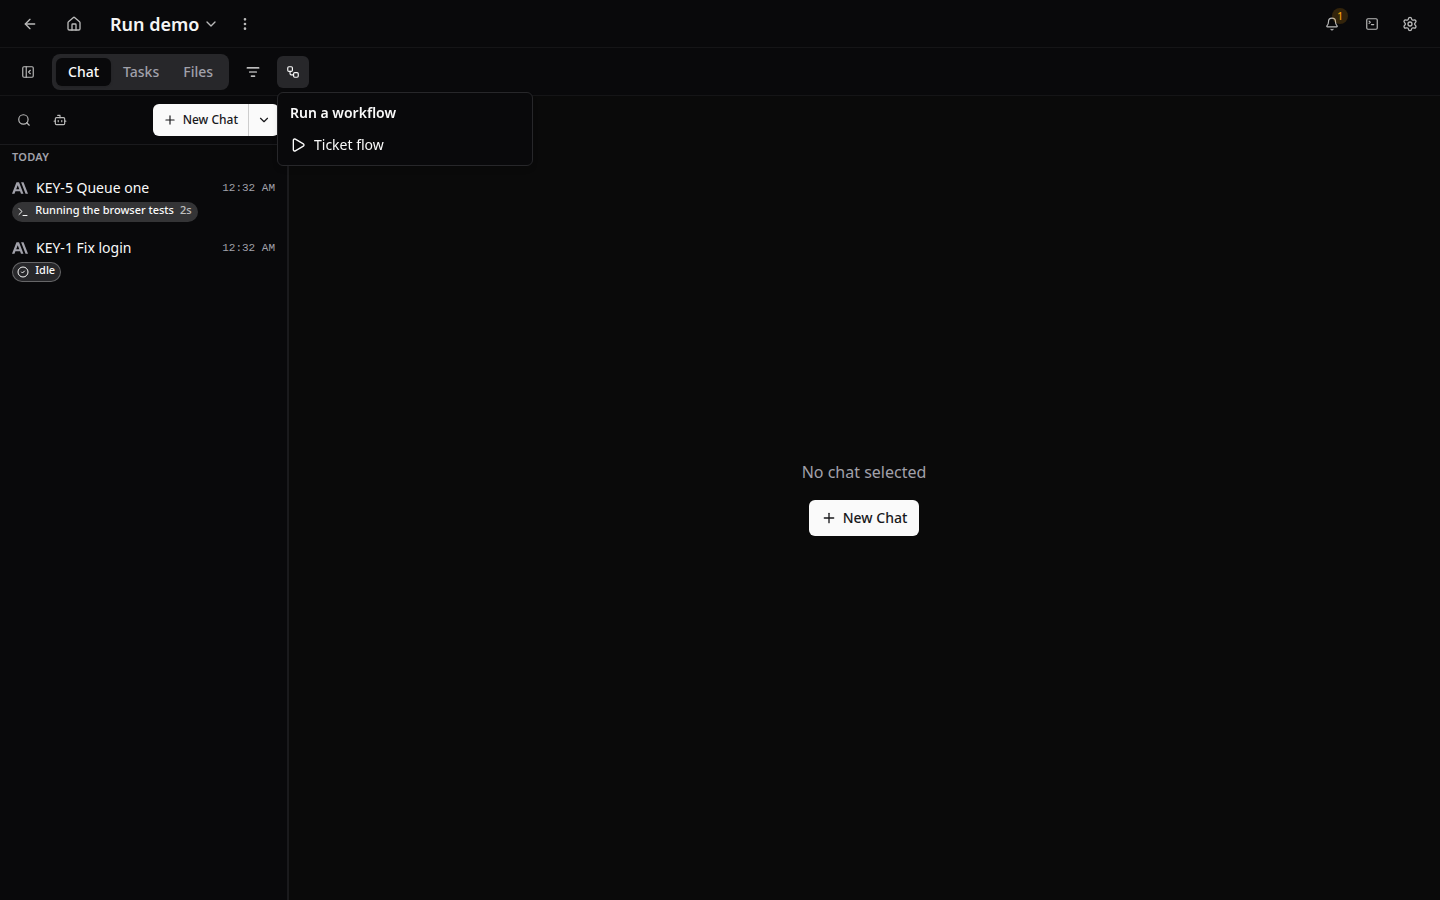 Run demo
1
Chat
Tasks
Files
New Chat
Run a workflow
Ticket flow
TODAY
KEY-5 Queue one
12:32 AM
Running the browser tests 2s
KEY-1 Fix login
12:32 AM
Idle
No chat selected
New Chat